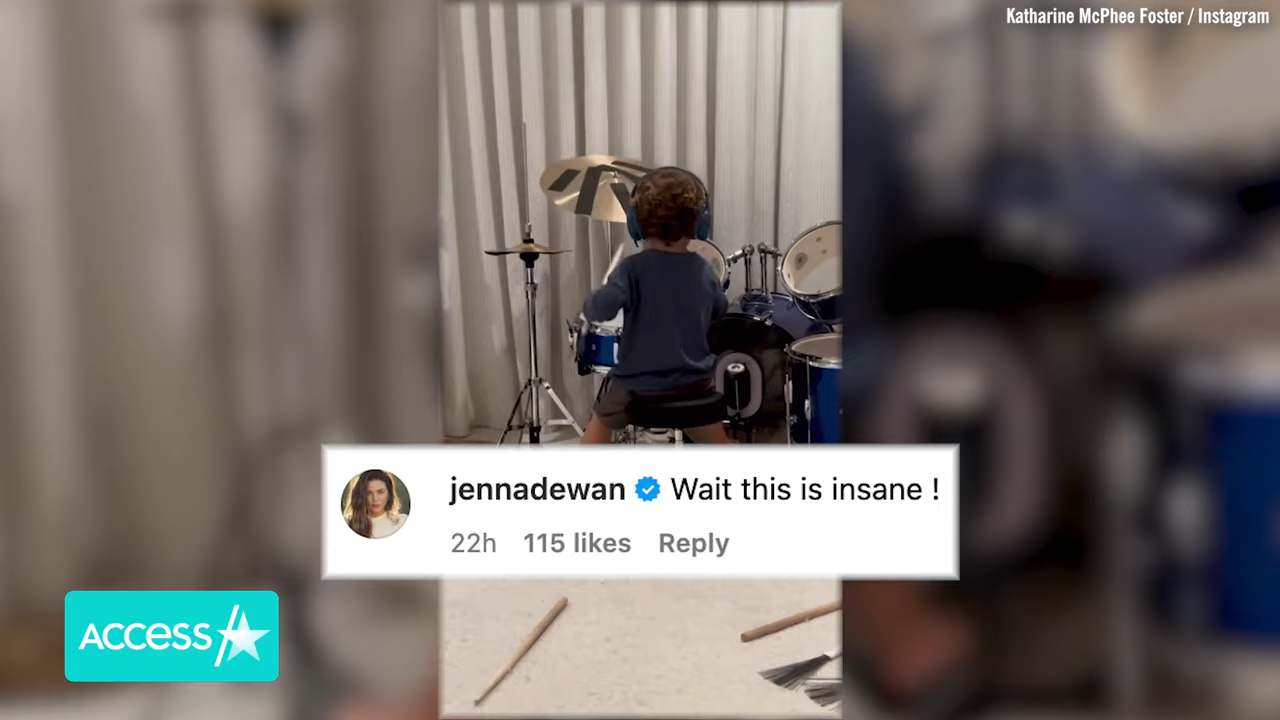 Katharine McPhee Foster / Instagram
jennadewan Wait this is insane !
22h 115 likes Reply
ACCESS